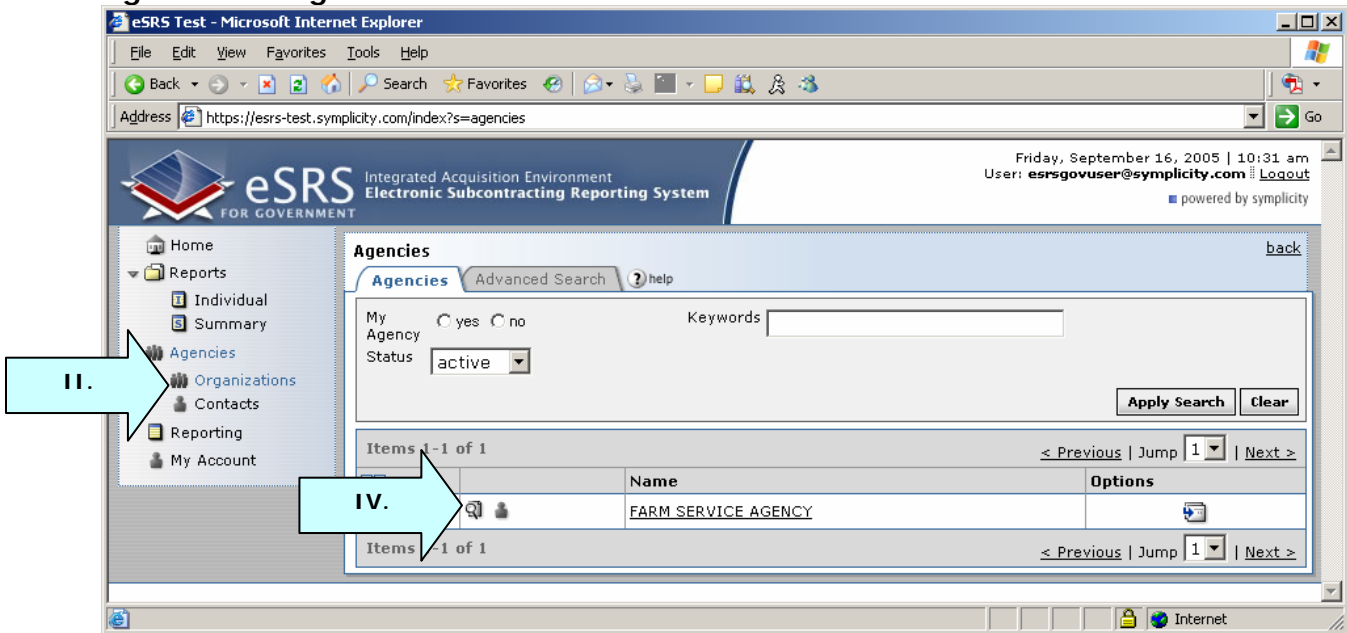 eSRS Test - Microsoft Internet Explorer
File Edit View Favorites Tools Help
Back Search Favorites
Address https://esrs-test.symplicity.com/index?s=agencies Go
eSRS
FOR GOVERNMENT
Integrated Acquisition Environment
Electronic Subcontracting Reporting System
Friday, September 16, 2005 | 10:31 am
User: esrsgovuser@symplicity.com Logout
powered by symplicity
Home
Reports
Individual
Summary
Agencies
Organizations
Contacts
Reporting
My Account
II.
Agencies back
Agencies Advanced Search ? help
My Agency yes no Keywords
Status active
Apply Search Clear
Items 1-1 of 1 < Previous | Jump 1 | Next >
Name Options
IV.
FARM SERVICE AGENCY
Items 1-1 of 1 < Previous | Jump 1 | Next >
Internet